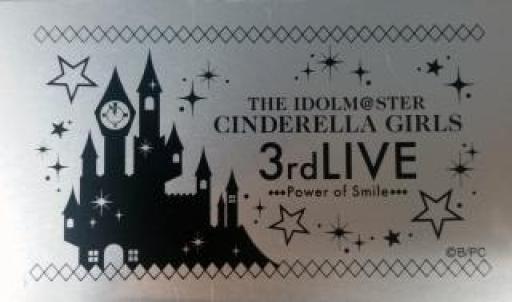 THE IDOLM@STER
CINDERELLA GIRLS
3rdLIVE
•••Power of Smile•••
©B/PC